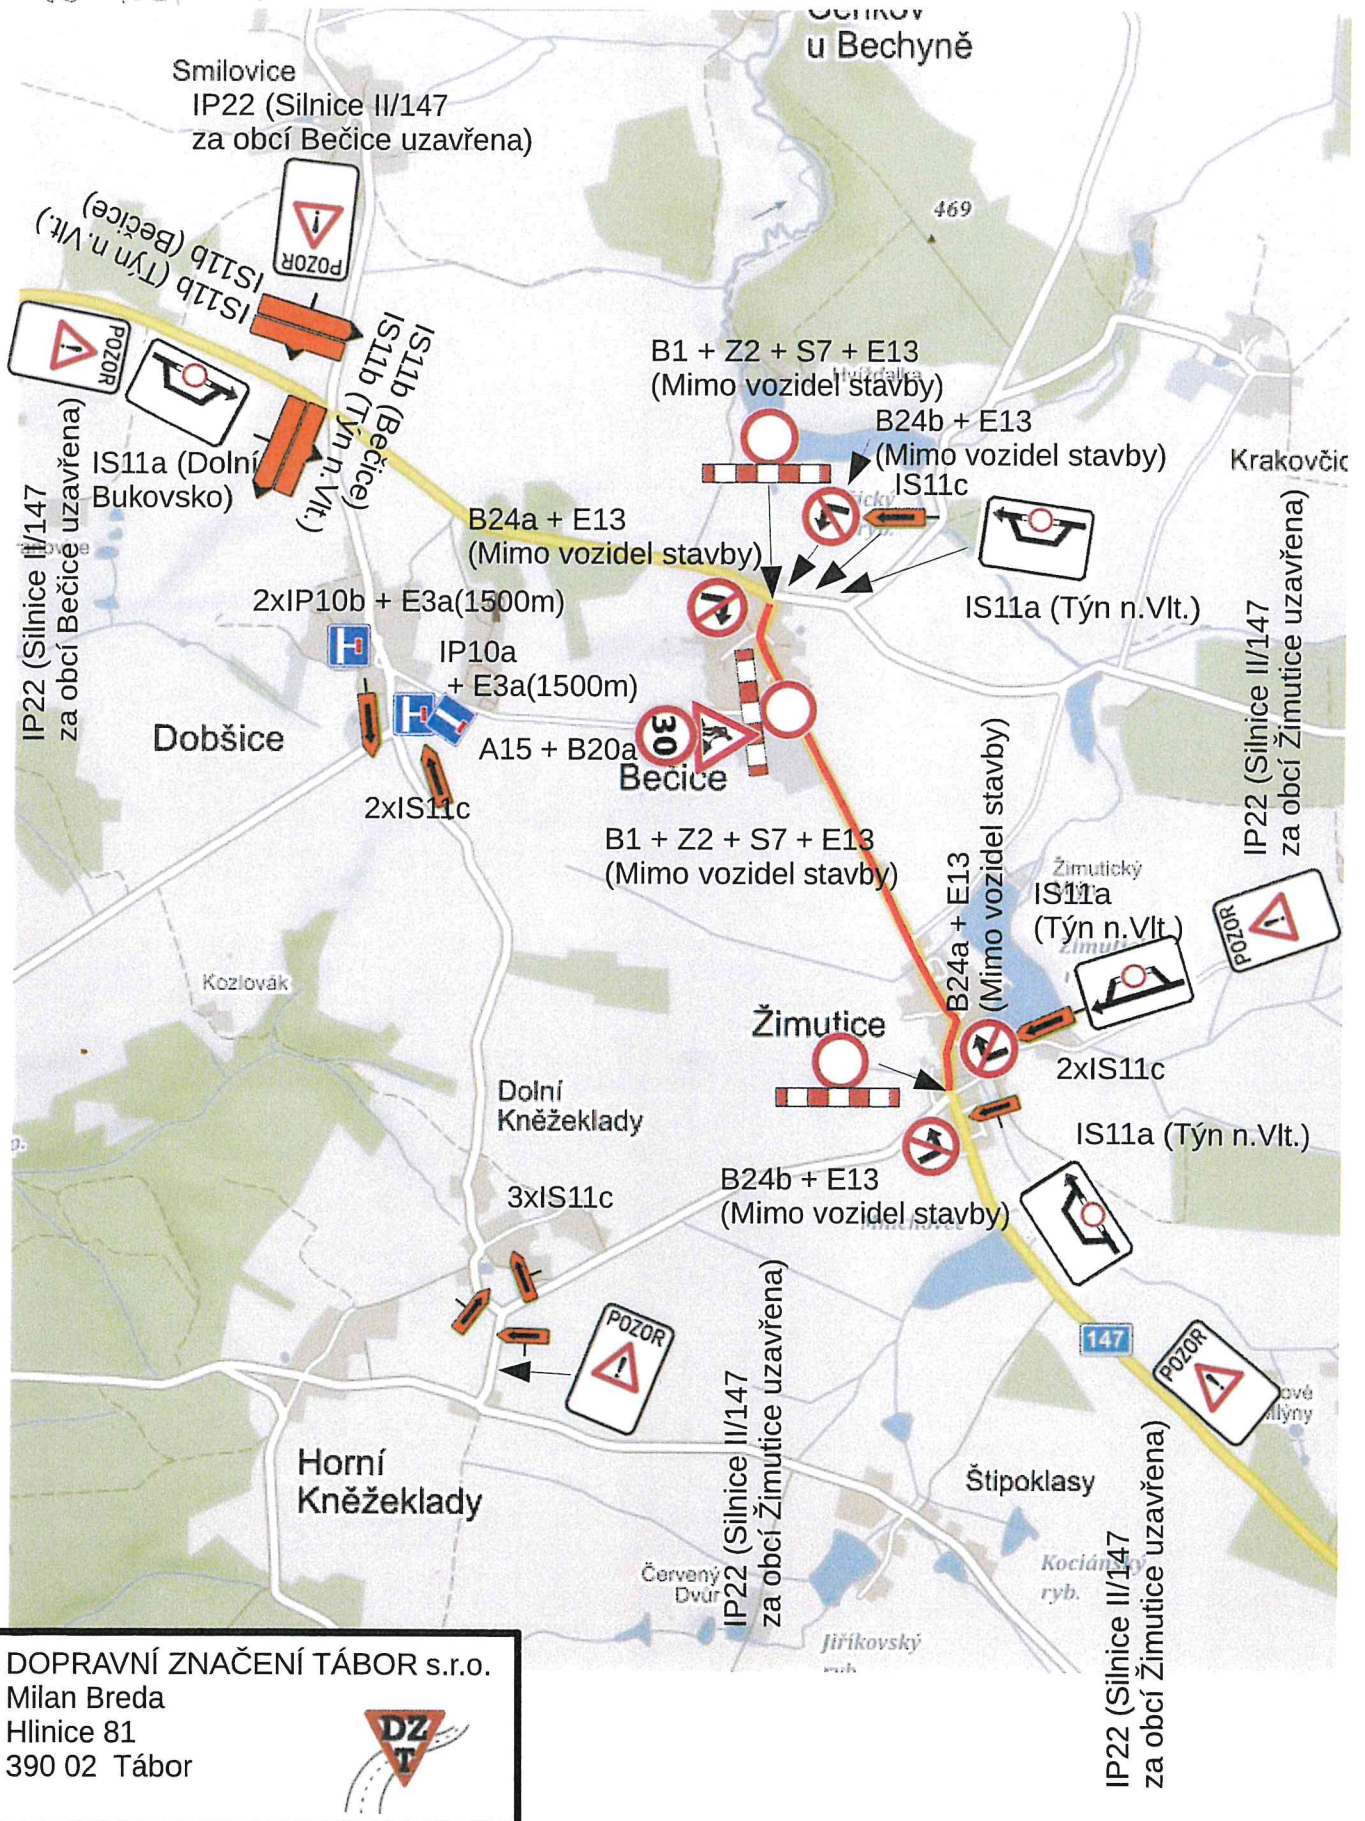 u Bechyně
Smilovice
IP22 (Silnice II/147
za obcí Bečice uzavřena)
POZOR
IS11b (Bečice)
IS11b (Týn n.Vlt.)
469
POZOR
IS11b (Bečice)
IS11b (Týn n.Vlt.)
IS11a (Dolní
Bukovsko)
IP22 (Silnice II/147
za obcí Bečice uzavřena)
B1 + Z2 + S7 + E13
(Mimo vozidel stavby)
B24b + E13
(Mimo vozidel stavby)
IS11c
Krakovčic
B24a + E13
(Mimo vozidel stavby)
IS11a (Týn n.Vlt.)
IP22 (Silnice II/147
za obcí Žimutice uzavřena)
2xIP10b + E3a(1500m)
IP10a
+ E3a(1500m)
Dobšice
30
A15 + B20a
Bečice
2xIS11c
B1 + Z2 + S7 + E13
(Mimo vozidel stavby)
B24a + E13
(Mimo vozidel stavby)
Žimutický
IS11a
(Týn n.Vlt.)
POZOR
Kozlovák
Žimutice
2xIS11c
Dolní
Kněžeklady
IS11a (Týn n.Vlt.)
B24b + E13
(Mimo vozidel stavby)
3xIS11c
POZOR
147
POZOR
IP22 (Silnice II/147
za obcí Žimutice uzavřena)
Horní
Kněžeklady
Štipoklasy
Kociánský
ryb.
Červený
Dvůr
Jiříkovský
ryb.
IP22 (Silnice II/147
za obcí Žimutice uzavřena)
DOPRAVNÍ ZNAČENÍ TÁBOR s.r.o.
Milan Breda
Hlinice 81
390 02 Tábor
DZ
T